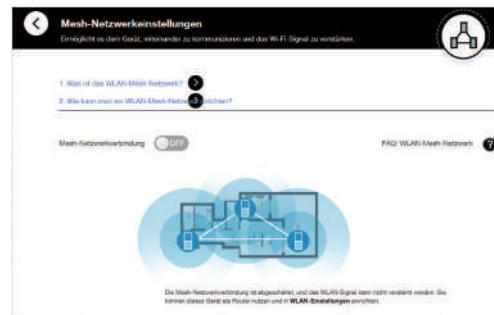 Mesh-Netzwerkeinstellungen
Ermöglicht es dem Gerät, miteinander zu kommunizieren und das Wi-Fi-Signal zu verstärken.
1. Was ist das WLAN-Mesh-Netzwerk?
2. Wie kann man ein WLAN-Mesh-Netzwerk einrichten?
Mesh-Netzwerkverbindung OFF FAQ: WLAN-Mesh-Netzwerk ?
Die Mesh-Netzwerkverbindung ist abgeschaltet, und das WLAN-Signal kann nicht verstärkt werden. Sie
können dieses Gerät als Route nutzen und in WLAN-Einstellungen einrichten.